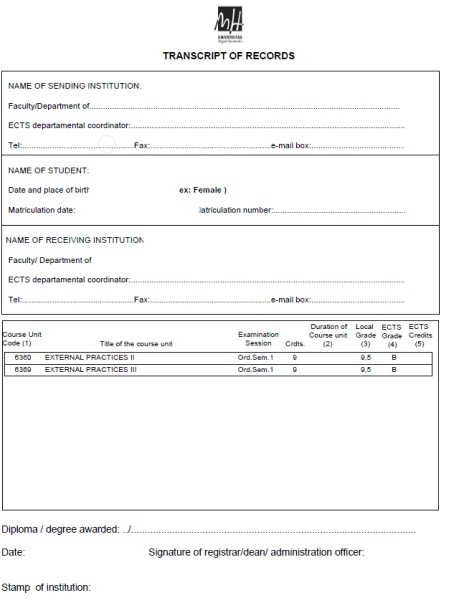 UNIVERSITAS
Miguel Hernández
TRANSCRIPT OF RECORDS
NAME OF SENDING INSTITUTION.
Faculty/Department of
ECTS departamental coordinator:
Tel: Fax: e-mail box:
NAME OF STUDENT:
Date and place of birth ex: Female )
Matriculation date: atriculation number:
NAME OF RECEIVING INSTITUTION
Faculty/ Department of
ECTS departamental coordinator:
Tel: Fax: e-mail box:
Course Unit Code (1) Title of the course unit Examination Session Crdts. Duration of Course unit (2) Local Grade (3) ECTS Grade (4) ECTS Credits (5)
6360 EXTERNAL PRACTICES II Ord.Sem.1 9 9,5 B
6369 EXTERNAL PRACTICES III Ord.Sem.1 9 9,5 B
Diploma / degree awarded: ../
Date: Signature of registrar/dean/ administration officer:
Stamp of institution: